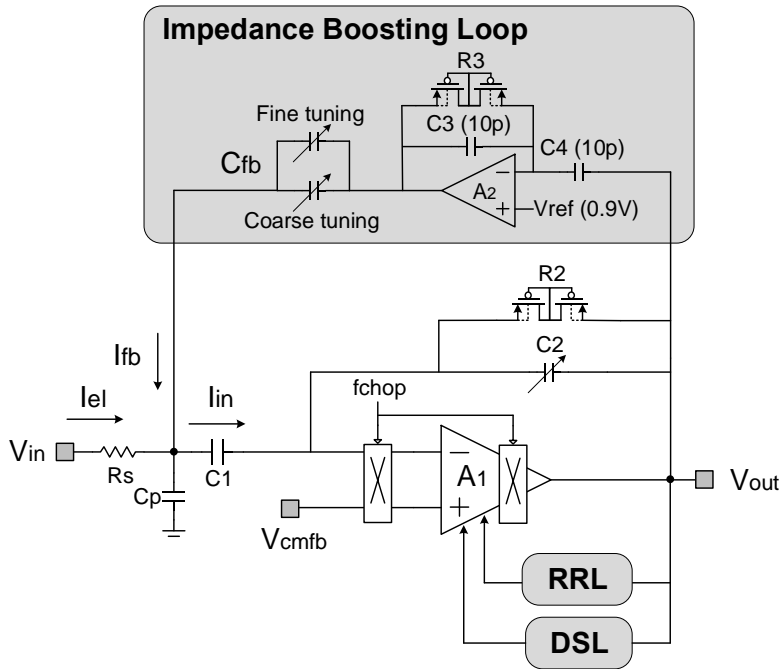 Impedance Boosting Loop
R3
Fine tuning
C3 (10p)
C4 (10p)
Cfb
−
A2
+
Vref (0.9V)
Coarse tuning
R2
C2
Ifb
fchop
Iel
Iin
Vin
Rs
C1
−
A1
+
Cp
Vout
Vcmfb
RRL
DSL